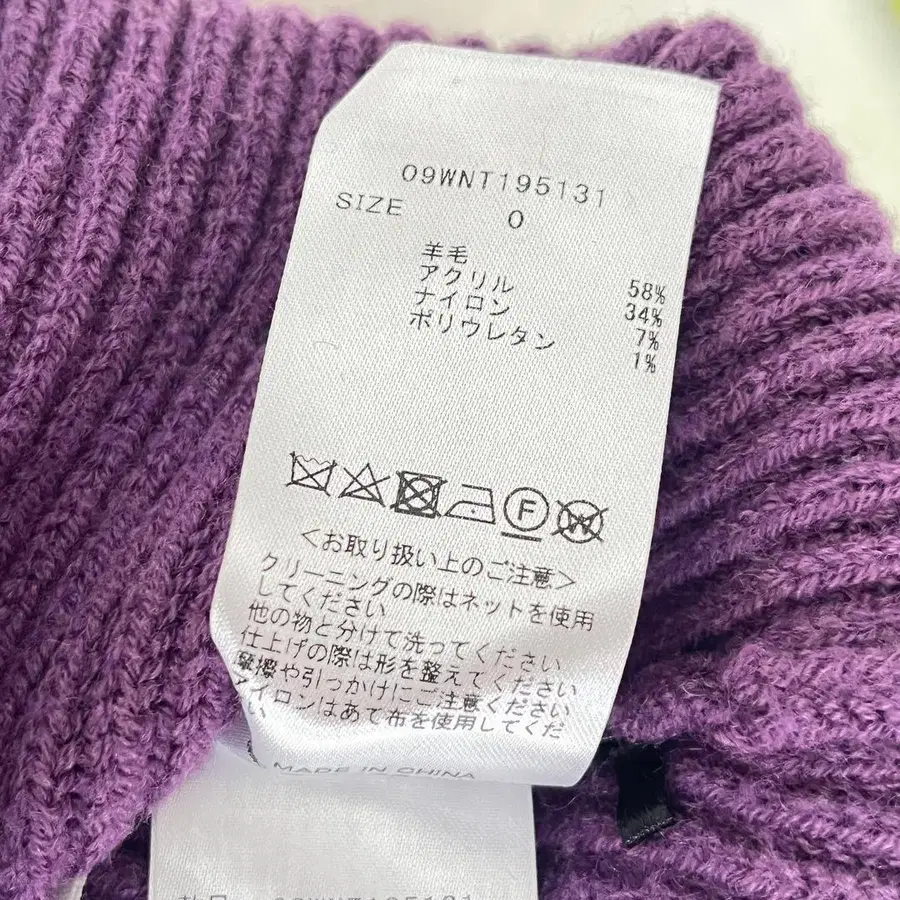 09WNT195131
SIZE 0
羊毛 58%
アクリル 34%
ナイロン 7%
ポリウレタン 1%
F
W
<お取り扱い上のご注意>
クリーニングの際はネットを使用
してください
他の物と分けて洗ってください
仕上げの際は形を整えてください
摩擦や引っかけにご注意ください
アイロンはあて布を使用してくだ
い
MADE IN CHINA
09WNT195131